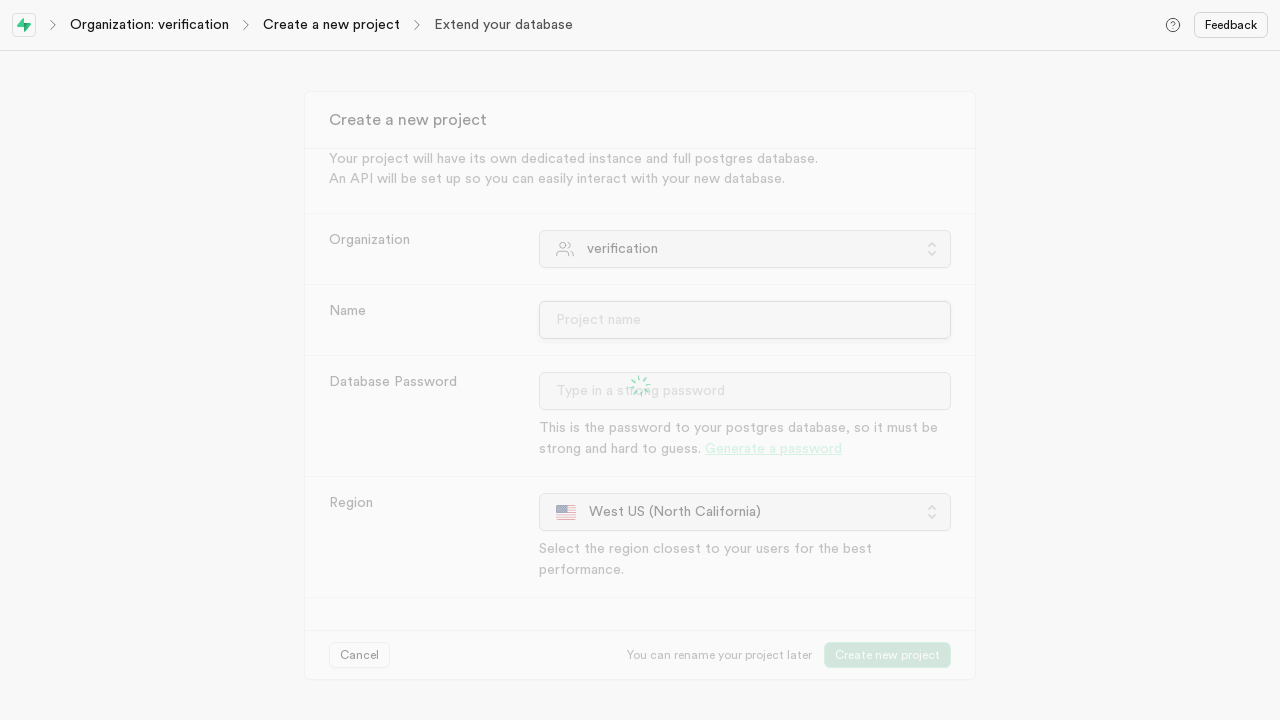 Organization: verification
Create a new project
Extend your database
Feedback
Create a new project
Your project will have its own dedicated instance and full postgres database.
An API will be set up so you can easily interact with your new database.
Organization
verification
Name
Project name
Database Password
Type in a strong password
This is the password to your postgres database, so it must be
strong and hard to guess. Generate a password
Region
West US (North California)
Select the region closest to your users for the best
performance.
Cancel
You can rename your project later
Create new project